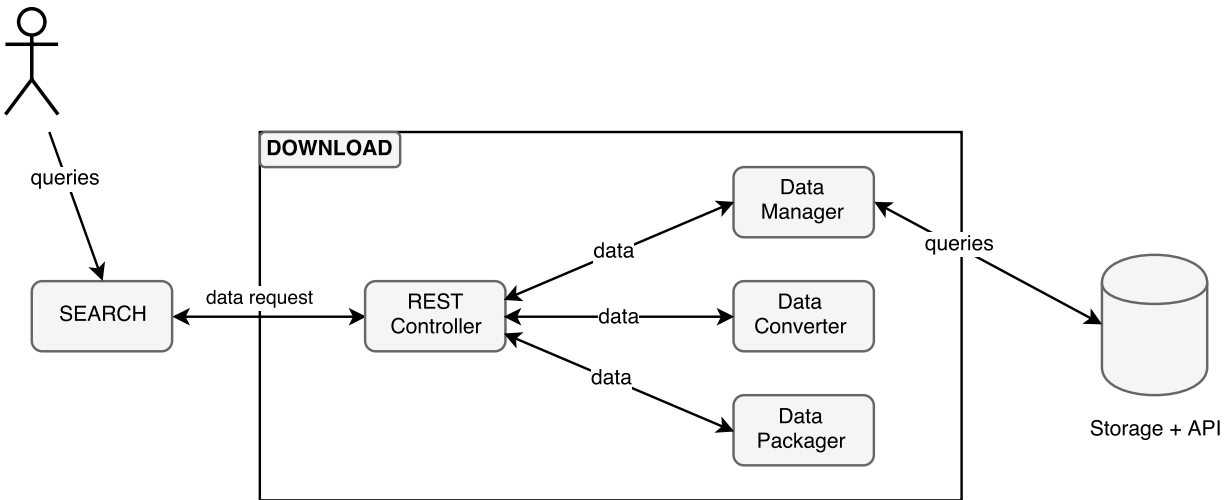 DOWNLOAD
queries
SEARCH
data request
REST
Controller
data
data
data
Data
Manager
Data
Converter
Data
Packager
queries
Storage + API